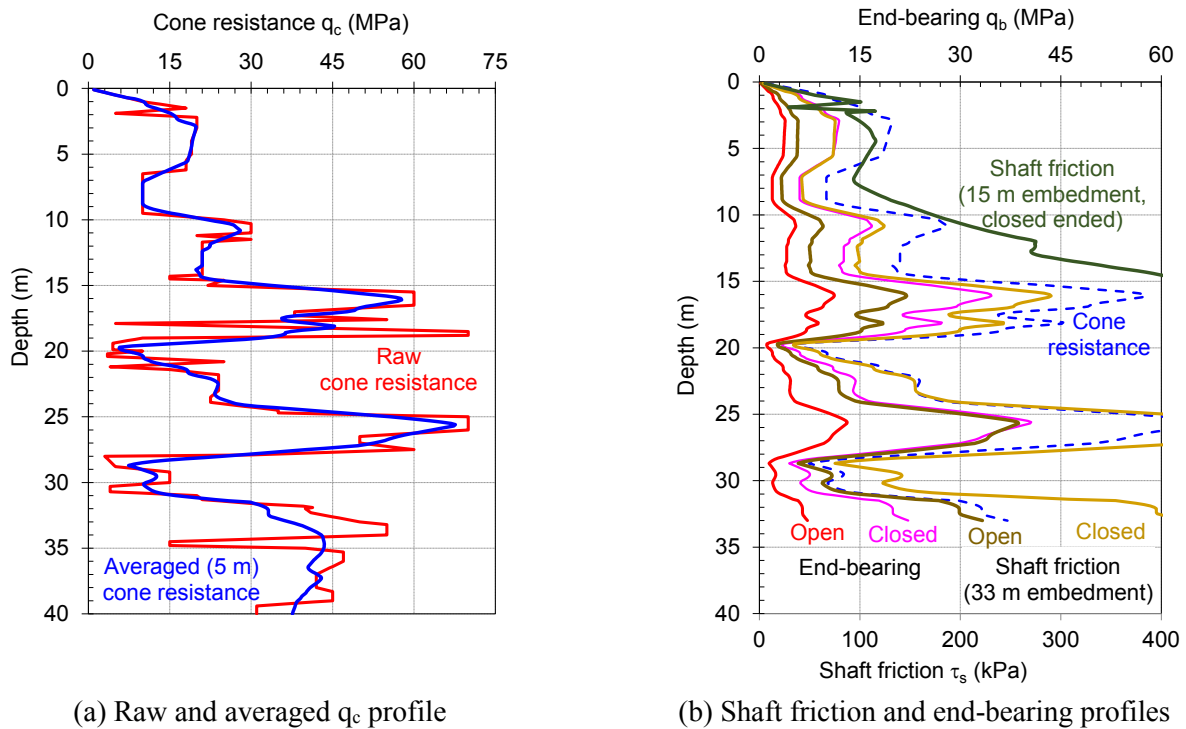 Cone resistance q_c (MPa)
0 15 30 45 60 75
0
5
10
15
20
25
30
35
40
Depth (m)
Raw
cone resistance
Averaged (5 m)
cone resistance
(a) Raw and averaged q_c profile
End-bearing q_b (MPa)
0 15 30 45 60
0
5
10
15
20
25
30
35
40
Depth (m)
Shaft friction
(15 m embedment,
closed ended)
Cone
resistance
Open Closed Open Closed
End-bearing
Shaft friction
(33 m embedment)
0 100 200 300 400
Shaft friction τ_s (kPa)
(b) Shaft friction and end-bearing profiles